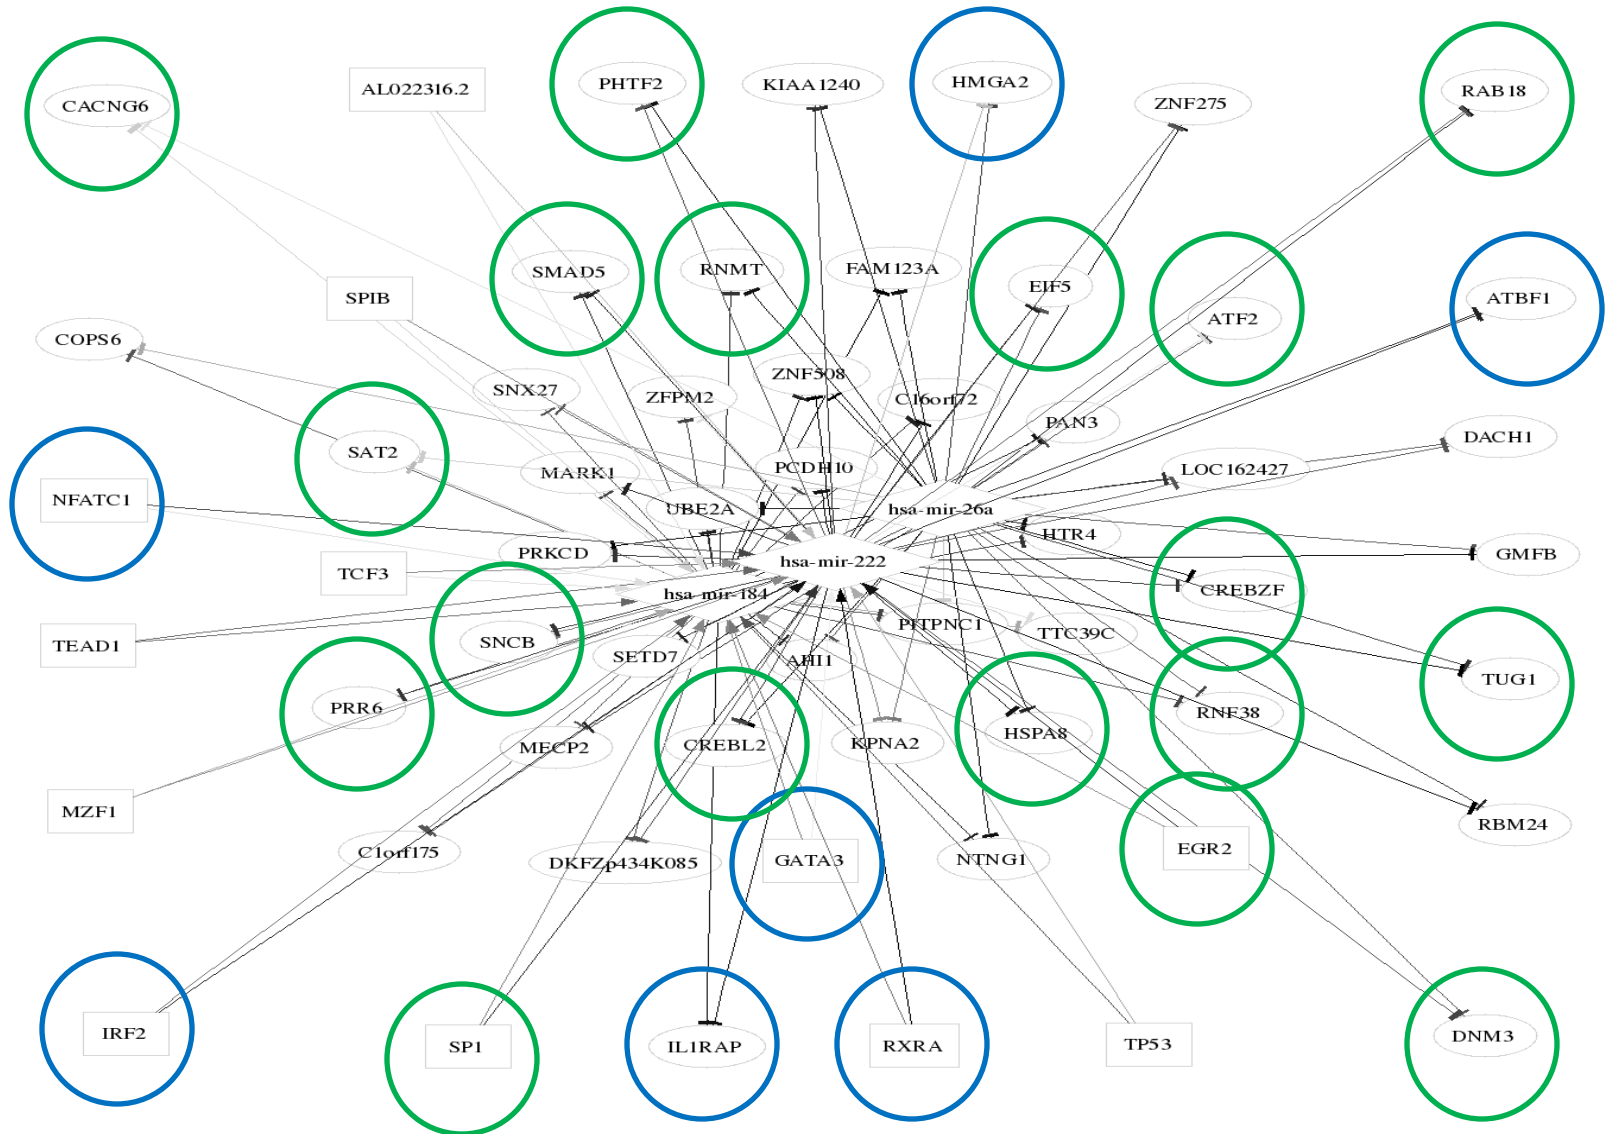 HMGA2
PHTF2
KIAA1240
AL022316.2
RAB18
CACNG6
ZNF275
RNMT
FAM123A
SMAD5
EIF5
SPIB
ATBF1
ATF2
COPS6
ZNF508
SNX27
ZFPM2
C16orf72
PAN3
DACH1
SAT2
PCDH10
LOC162427
MARK1
NFATC1
UBE2A
hsa-mir-26a
HTR4
PRKCD
GMFB
hsa-mir-222
TCF3
CREBZF
hsa-mir-184
PITPNC1
TTC39C
SNCB
TEAD1
SETD7
AHI1
TUG1
PRR6
RNF38
HSPA8
MECP2
CREBL2
KPNA2
MZF1
RBM24
EGR2
C1orf175
DKFZp434K085
GATA3
NTNG1
IRF2
DNM3
TP53
SP1
IL1RAP
RXRA